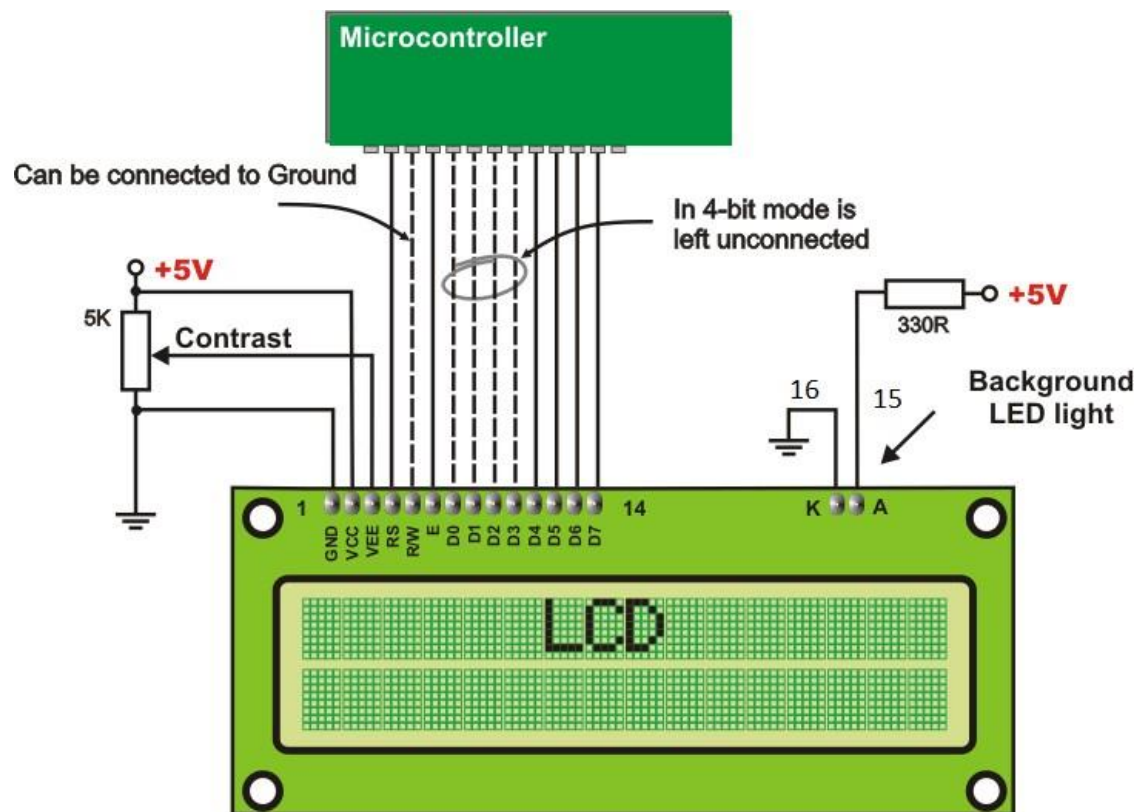 Microcontroller
Can be connected to Ground
In 4-bit mode is
left unconnected
+5V
5K
Contrast
+5V
330R
16
15
Background
LED light
1
14
K
A
GND
VCC
VEE
RS
R/W
E
D0
D1
D2
D3
D4
D5
D6
D7
LCD